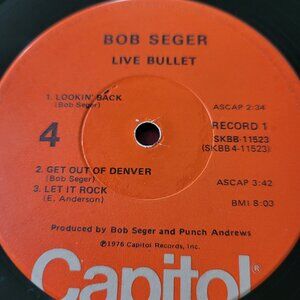 BOB SEGER
LIVE BULLET
1. LOOKIN' BACK
(Bob Seger)
ASCAP 2:34
4
RECORD 1
SKBB-11523
(SKBB 4-11523)
2. GET OUT OF DENVER
(Bob Seger)
ASCAP 3:42
3. LET IT ROCK
(E. Anderson)
BMI 8:03
Produced by Bob Seger and Punch Andrews
℗1976 Capitol Records, Inc.
Capitol